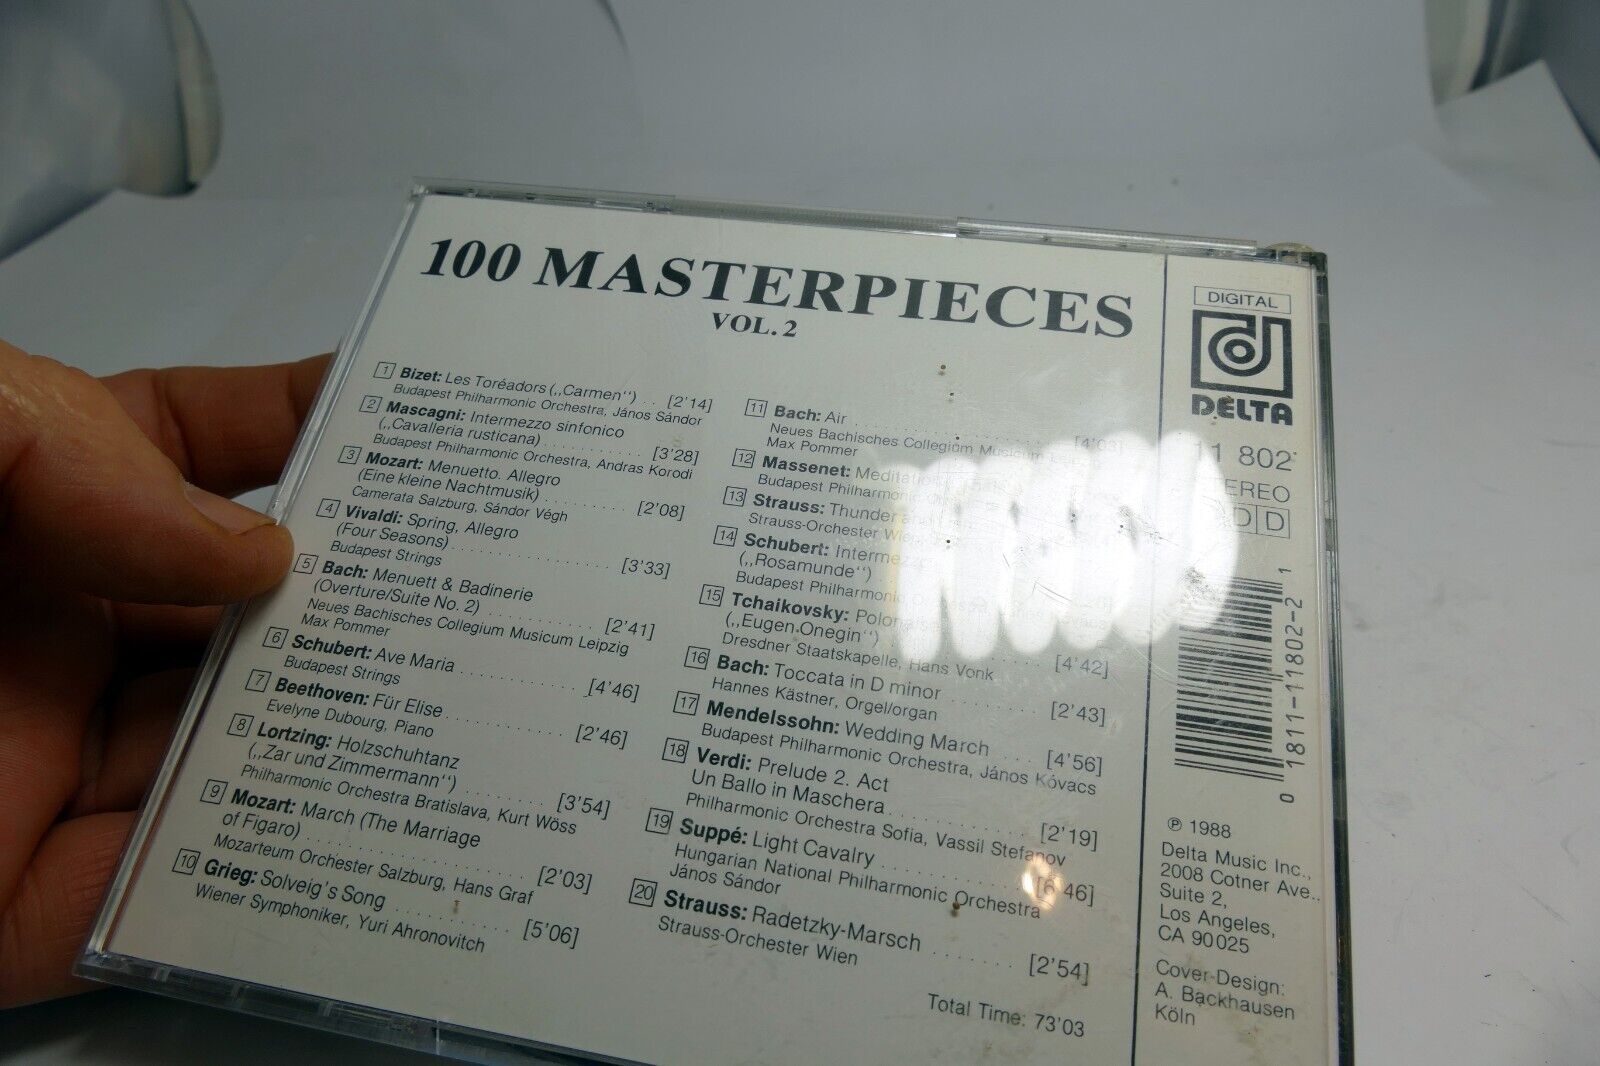 100 MASTERPIECES
VOL. 2
1 Bizet: Les Toréadors („Carmen") . . [2'14]
Budapest Philharmonic Orchestra, János Sándor
2 Mascagni: Intermezzo sinfonico
(„Cavalleria rusticana) . . . . . . . . . . [3'28]
Budapest Philharmonic Orchestra, Andras Korodi
3 Mozart: Menuetto. Allegro
(Eine kleine Nachtmusik) . . . . . . . . . [2'08]
Camerata Salzburg, Sándor Végh
4 Vivaldi: Spring, Allegro
(Four Seasons) . . . . . . . . . . . . . . . [3'33]
Budapest Strings
5 Bach: Menuett & Badinerie
(Overture/Suite No. 2) . . . . . . . . . . . [2'41]
Neues Bachisches Collegium Musicum Leipzig
Max Pommer
6 Schubert: Ave Maria . . . . . . . . . . . . [4'46]
Budapest Strings
7 Beethoven: Für Elise . . . . . . . . . . . . [2'46]
Evelyne Dubourg, Piano
8 Lortzing: Holzschuhtanz
(„Zar und Zimmermann") . . . . . . . . . [3'54]
Philharmonic Orchestra Bratislava, Kurt Wöss
9 Mozart: March (The Marriage
of Figaro) . . . . . . . . . . . . . . . . . . . [2'03]
Mozarteum Orchester Salzburg, Hans Graf
10 Grieg: Solveig's Song . . . . . . . . . . . [5'06]
Wiener Symphoniker, Yuri Ahronovitch
11 Bach: Air . . . . . . . . . . . . . . . . . . . [4'03]
Neues Bachisches Collegium Musicum
Max Pommer
12 Massenet: Meditation
Budapest Philharmonic
13 Strauss: Thunder and
Strauss-Orchester
14 Schubert:
(„Rosamunde")
Budapest Philharmonic
15 Tchaikovsky:
(„Eugen Onegin") . . . . . . . . . . . . . [4'42]
Dresdner Staatskapelle, Hans Vonk
16 Bach: Toccata in D minor . . . . . . . . . [2'43]
Hannes Kästner, Orgel/organ
17 Mendelssohn: Wedding March . . . . [4'56]
Budapest Philharmonic Orchestra, János Kóvacs
18 Verdi: Prelude 2. Act
Un Ballo in Maschera . . . . . . . . . . . . [2'19]
Philharmonic Orchestra Sofia, Vassil Stefanov
19 Suppé: Light Cavalry . . . . . . . . . . . [6'46]
Hungarian National Philharmonic Orchestra
János Sándor
20 Strauss: Radetzky-Marsch . . . . . . . [2'54]
Strauss-Orchester Wien
Total Time: 73'03
DIGITAL
DELTA
11 802
D D
0 1811-11802-2 1
℗ 1988
Delta Music Inc.,
2008 Cotner Ave.,
Suite 2,
Los Angeles,
CA 90025
Cover-Design:
A. Backhausen
Köln